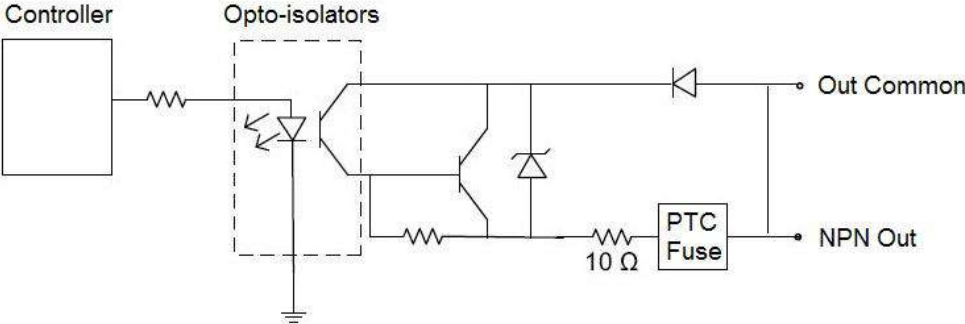 Controller
Opto-isolators
Out Common
PTC
Fuse
NPN Out
10 Ω